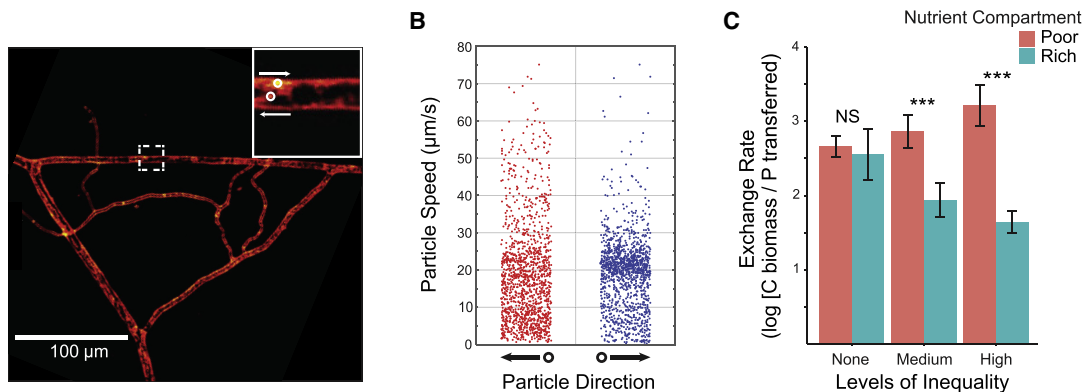 100 µm
B
Particle Speed (µm/s)
80
70
60
50
40
30
20
10
0
Particle Direction
C
Nutrient Compartment
Poor
Rich
Exchange Rate
(log [C biomass / P transferred)
4
3
2
1
NS
***
***
None Medium High
Levels of Inequality